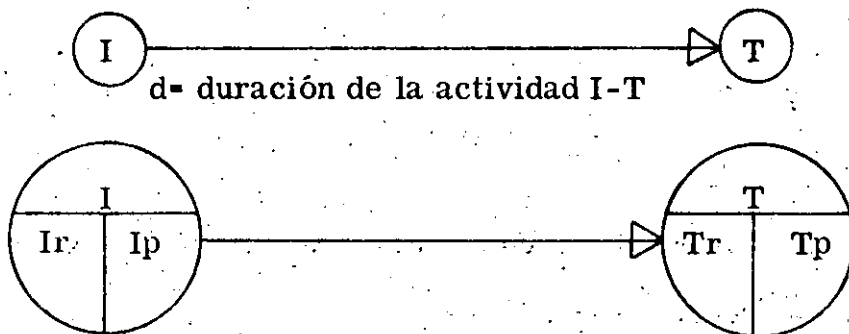 I T
d= duración de la actividad I-T
I T
Ir Ip Tr Tp